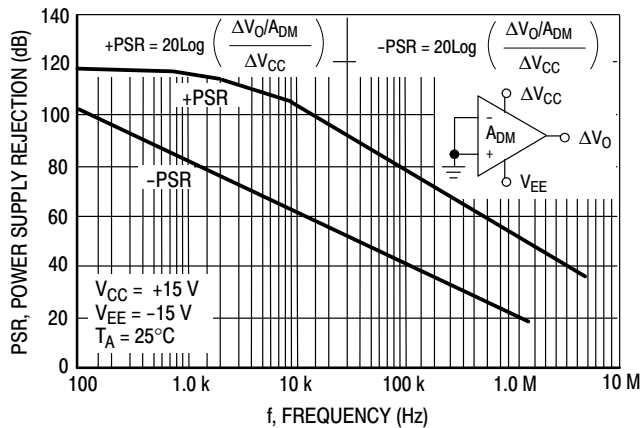 PSR, POWER SUPPLY REJECTION (dB)
140
120
100
80
60
40
20
0
+PSR = 20Log ( ΔVO/ADM / ΔVCC )
−PSR = 20Log ( ΔVO/ADM / ΔVCC )
+PSR
−PSR
ΔVCC
−
ADM
+
ΔVO
VEE
VCC = +15 V
VEE = −15 V
TA = 25°C
100
1.0 k
10 k
100 k
1.0 M
10 M
f, FREQUENCY (Hz)